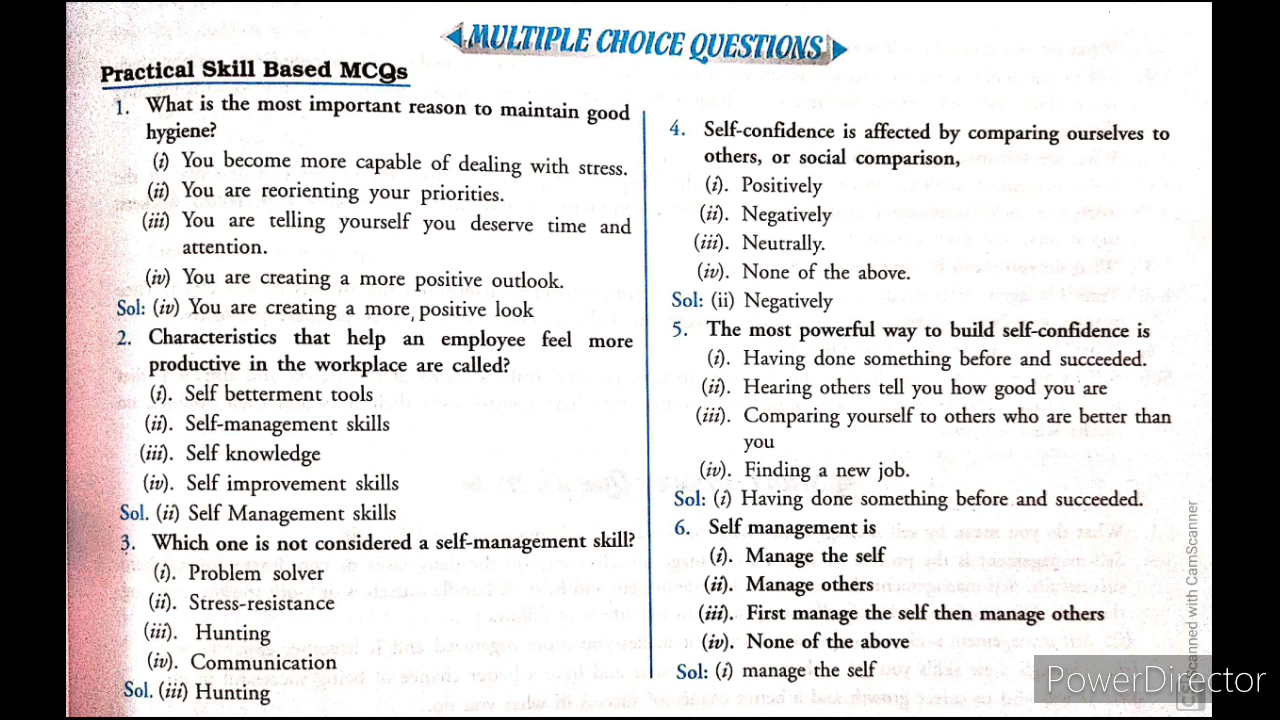 MULTIPLE CHOICE QUESTIONS
Practical Skill Based MCQs
1. What is the most important reason to maintain good
hygiene?
(i) You become more capable of dealing with stress.
(ii) You are reorienting your priorities.
(iii) You are telling yourself you deserve time and
attention.
(iv) You are creating a more positive outlook.
Sol: (iv) You are creating a more positive look
2. Characteristics that help an employee feel more
productive in the workplace are called?
(i). Self betterment tools
(ii). Self-management skills
(iii). Self knowledge
(iv). Self improvement skills
Sol. (ii) Self Management skills
3. Which one is not considered a self-management skill?
(i). Problem solver
(ii). Stress-resistance
(iii). Hunting
(iv). Communication
Sol. (iii) Hunting
4. Self-confidence is affected by comparing ourselves to
others, or social comparison,
(i). Positively
(ii). Negatively
(iii). Neutrally.
(iv). None of the above.
Sol: (ii) Negatively
5. The most powerful way to build self-confidence is
(i). Having done something before and succeeded.
(ii). Hearing others tell you how good you are
(iii). Comparing yourself to others who are better than
you
(iv). Finding a new job.
Sol: (i) Having done something before and succeeded.
6. Self management is
(i). Manage the self
(ii). Manage others
(iii). First manage the self then manage others
(iv). None of the above
Sol: (i) manage the self
Scanned with CamScanner
PowerDirector